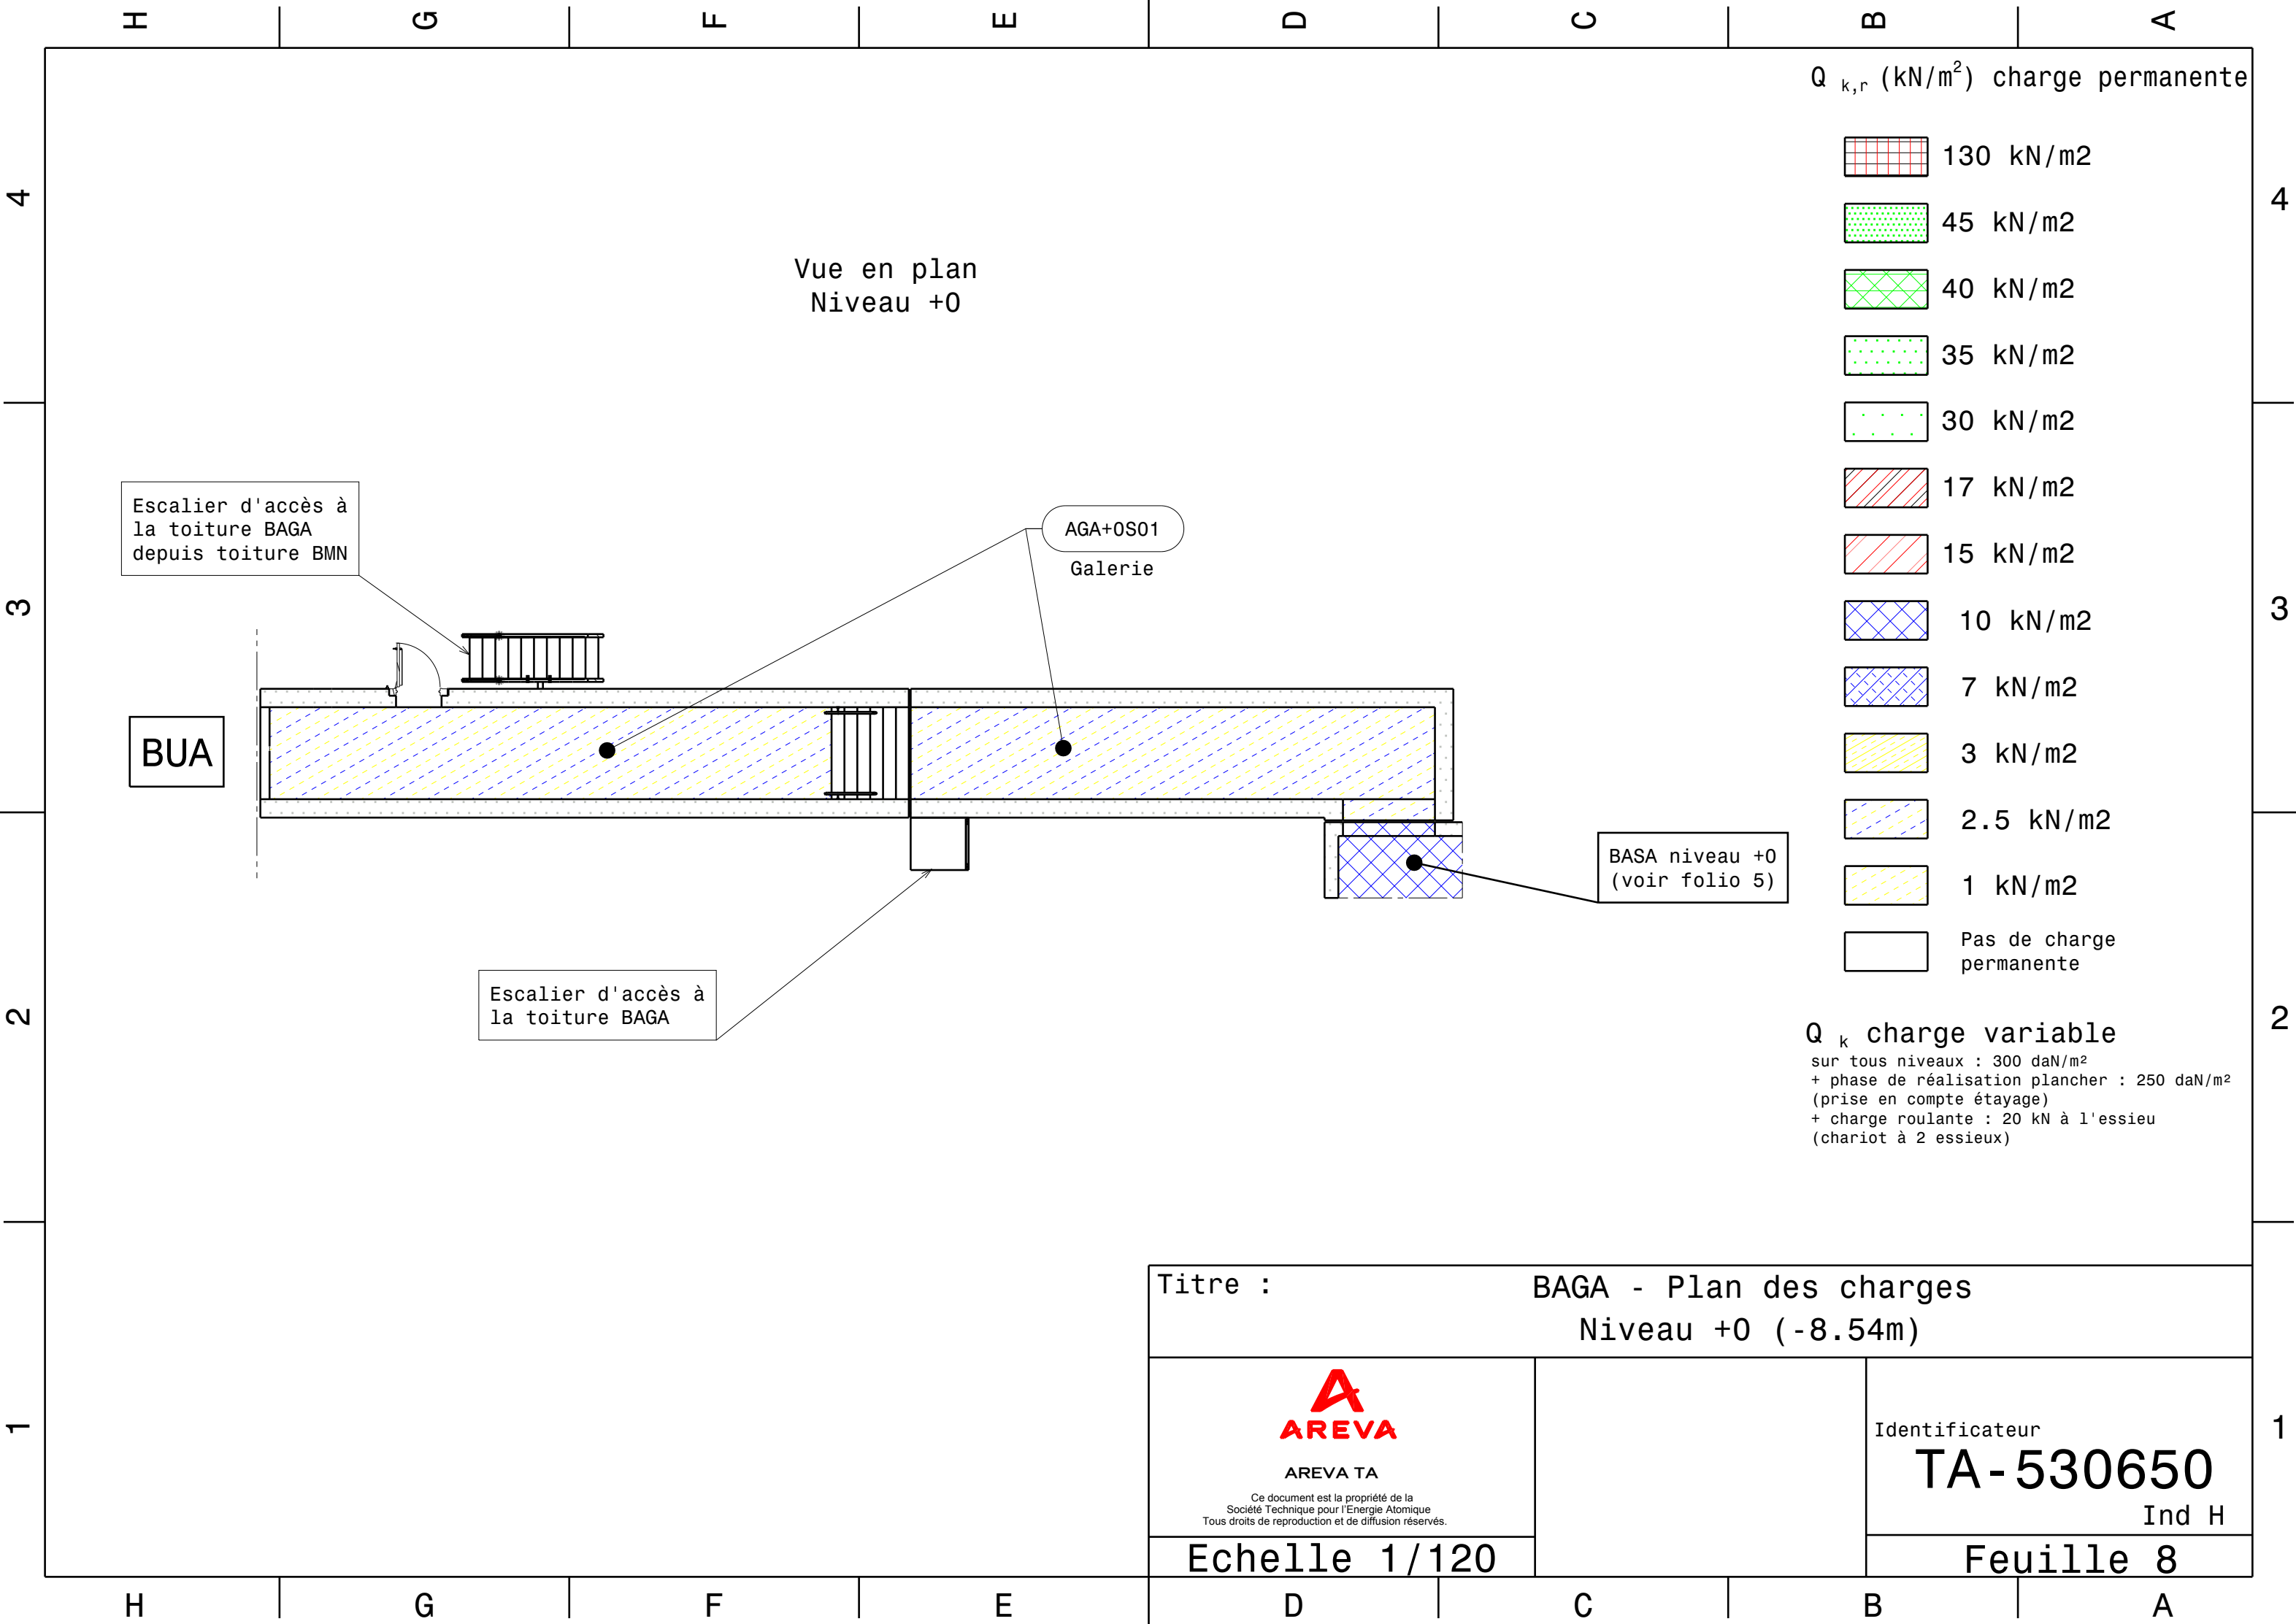 H G F E D C B A
Q k,r (kN/m²) charge permanente
130 kN/m2
45 kN/m2
40 kN/m2
35 kN/m2
30 kN/m2
17 kN/m2
15 kN/m2
10 kN/m2
7 kN/m2
3 kN/m2
2.5 kN/m2
1 kN/m2
Pas de charge
permanente
Q k charge variable
sur tous niveaux : 300 daN/m²
+ phase de réalisation plancher : 250 daN/m²
(prise en compte étayage)
+ charge roulante : 20 kN à l'essieu
(chariot à 2 essieux)
4
4
3
3
2
2
1
1
Vue en plan
Niveau +0
Escalier d'accès à
la toiture BAGA
depuis toiture BMN
AGA+0S01
Galerie
BUA
BASA niveau +0
(voir folio 5)
Escalier d'accès à
la toiture BAGA
Titre :
BAGA - Plan des charges
Niveau +0 (-8.54m)
AREVA
AREVA TA
Ce document est la propriété de la
Société Technique pour l'Energie Atomique
Tous droits de reproduction et de diffusion réservés.
Echelle 1/120
Identificateur
TA-530650
Ind H
Feuille 8
H G F E D C B A